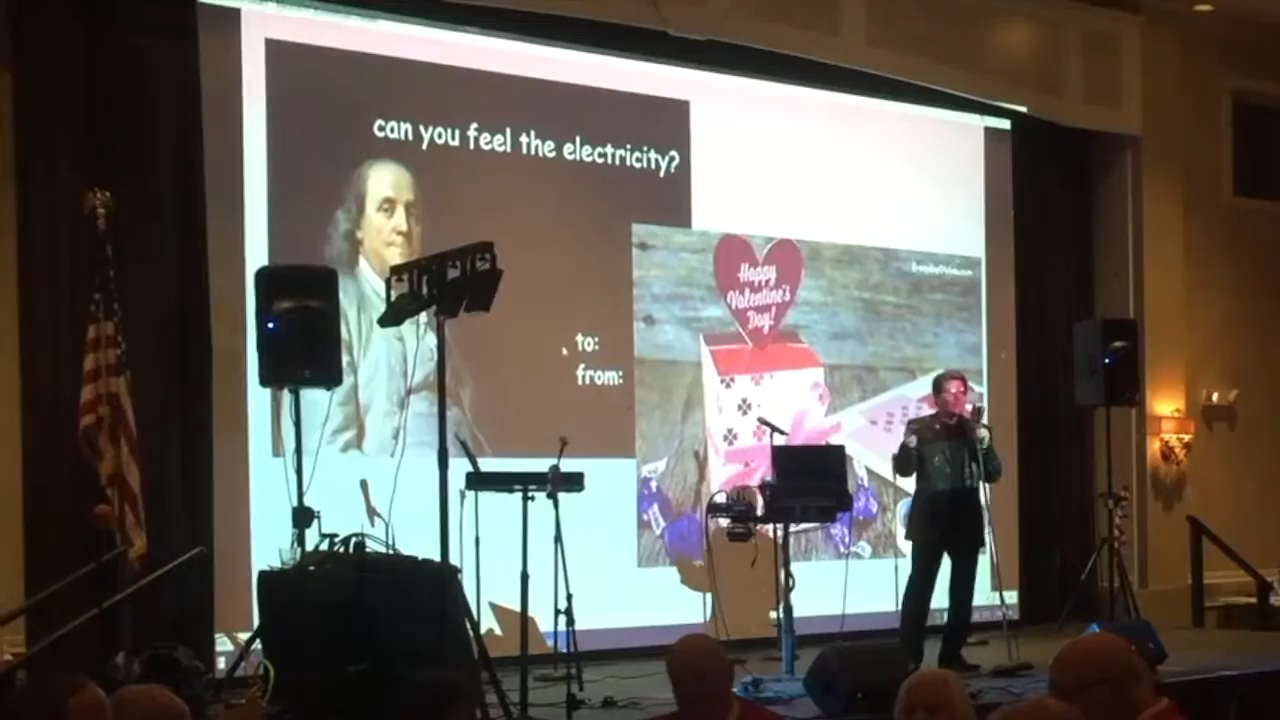 can you feel the electricity?
to:
from:
Happy
Valentine's
Day!